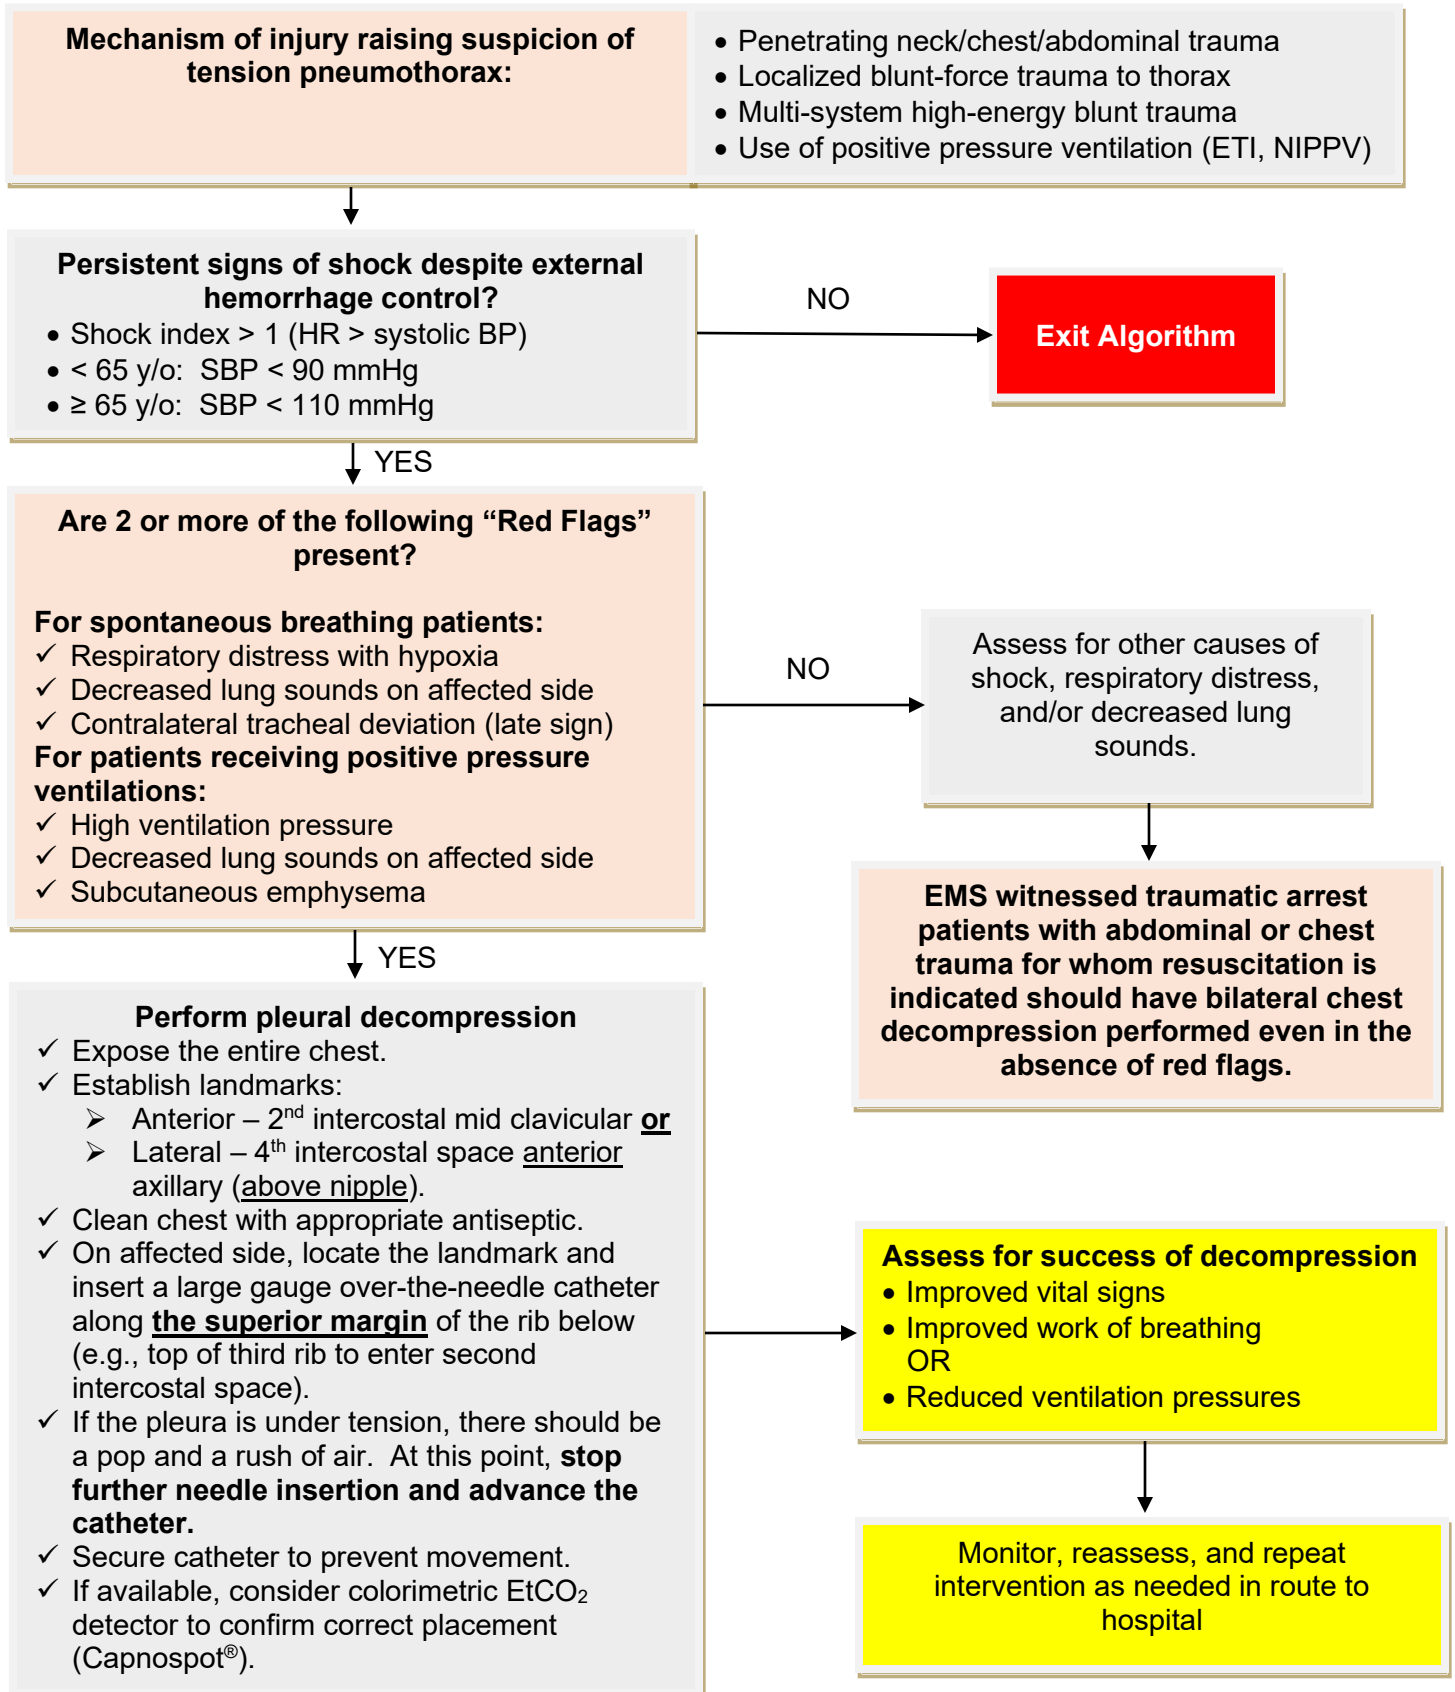 Mechanism of injury raising suspicion of
tension pneumothorax:
• Penetrating neck/chest/abdominal trauma
• Localized blunt-force trauma to thorax
• Multi-system high-energy blunt trauma
• Use of positive pressure ventilation (ETI, NIPPV)
Persistent signs of shock despite external
hemorrhage control?
• Shock index > 1 (HR > systolic BP)
• < 65 y/o:  SBP < 90 mmHg
• ≥ 65 y/o:  SBP < 110 mmHg
NO
Exit Algorithm
YES
Are 2 or more of the following “Red Flags”
present?
For spontaneous breathing patients:
✓ Respiratory distress with hypoxia
✓ Decreased lung sounds on affected side
✓ Contralateral tracheal deviation (late sign)
For patients receiving positive pressure
ventilations:
✓ High ventilation pressure
✓ Decreased lung sounds on affected side
✓ Subcutaneous emphysema
NO
Assess for other causes of
shock, respiratory distress,
and/or decreased lung
sounds.
EMS witnessed traumatic arrest
patients with abdominal or chest
trauma for whom resuscitation is
indicated should have bilateral chest
decompression performed even in the
absence of red flags.
YES
Perform pleural decompression
✓ Expose the entire chest.
✓ Establish landmarks:
➢ Anterior – 2nd intercostal mid clavicular or
➢ Lateral – 4th intercostal space anterior
axillary (above nipple).
✓ Clean chest with appropriate antiseptic.
✓ On affected side, locate the landmark and
insert a large gauge over-the-needle catheter
along the superior margin of the rib below
(e.g., top of third rib to enter second
intercostal space).
✓ If the pleura is under tension, there should be
a pop and a rush of air.  At this point, stop
further needle insertion and advance the
catheter.
✓ Secure catheter to prevent movement.
✓ If available, consider colorimetric EtCO2
detector to confirm correct placement
(Capnospot®).
Assess for success of decompression
• Improved vital signs
• Improved work of breathing
OR
• Reduced ventilation pressures
Monitor, reassess, and repeat
intervention as needed in route to
hospital